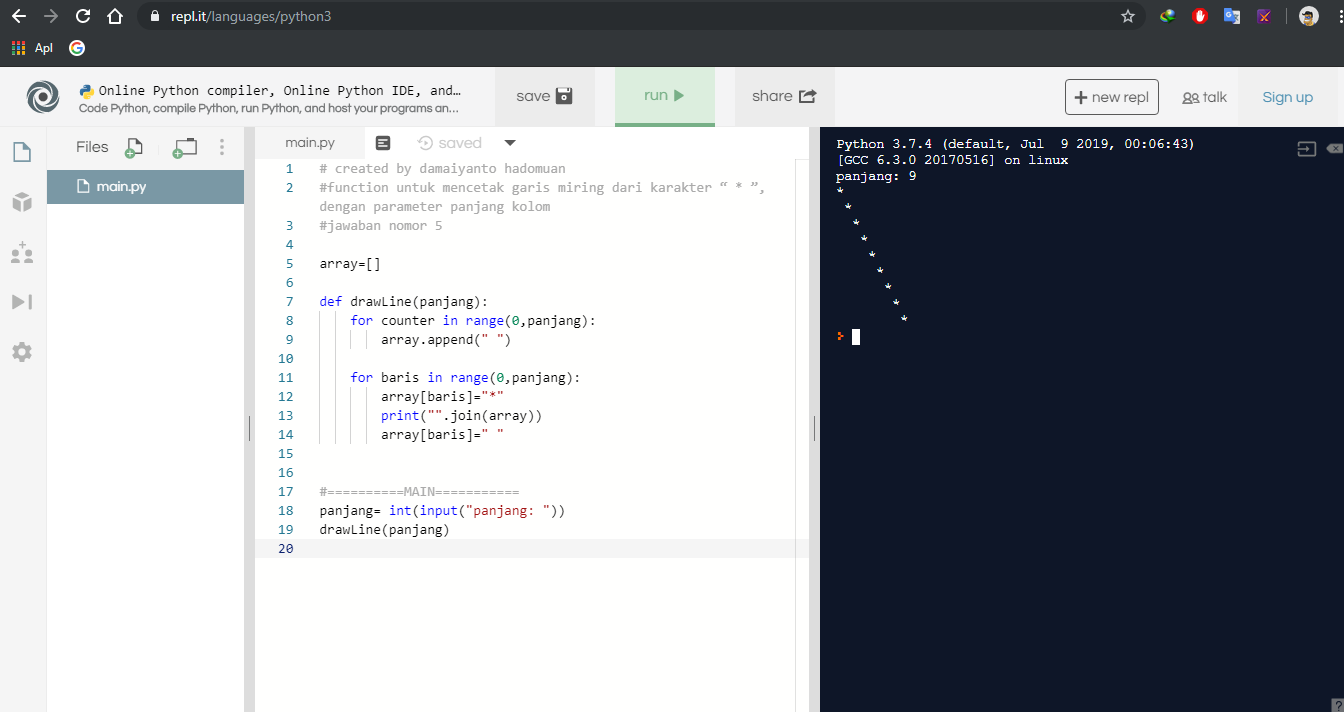 repl.it/languages/python3
Apl
Online Python compiler, Online Python IDE, and...
Code Python, compile Python, run Python, and host your programs an...
save
run
share
new repl
talk
Sign up
Files
main.py
main.py
saved
1 # created by damaiyanto hadomuan
2 #function untuk mencetak garis miring dari karakter “ * ”,
dengan parameter panjang kolom
3 #jawaban nomor 5
4
5 array=[]
6
7 def drawLine(panjang):
8     for counter in range(0,panjang):
9         array.append(" ")
10
11     for baris in range(0,panjang):
12         array[baris]="*"
13         print("".join(array))
14         array[baris]=" "
15
16
17 #==========MAIN===========
18 panjang= int(input("panjang: "))
19 drawLine(panjang)
20
Python 3.7.4 (default, Jul  9 2019, 00:06:43)
[GCC 6.3.0 20170516] on linux
panjang: 9
*
 *
  *
   *
    *
     *
      *
       *
        *